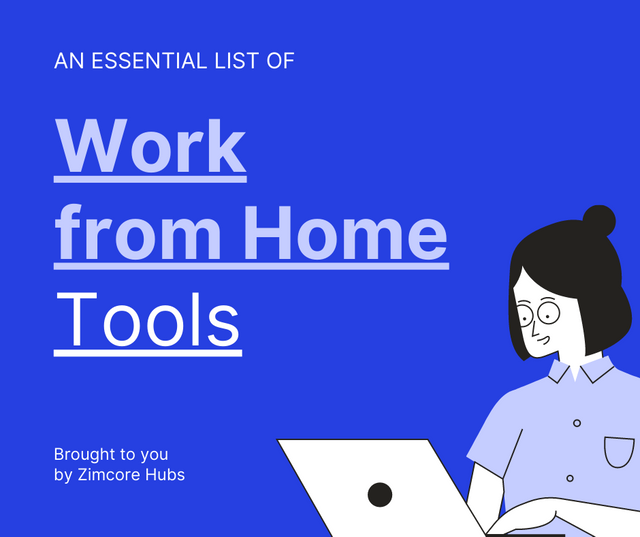 AN ESSENTIAL LIST OF
Work
from Home
Tools
Brought to you
by Zimcore Hubs